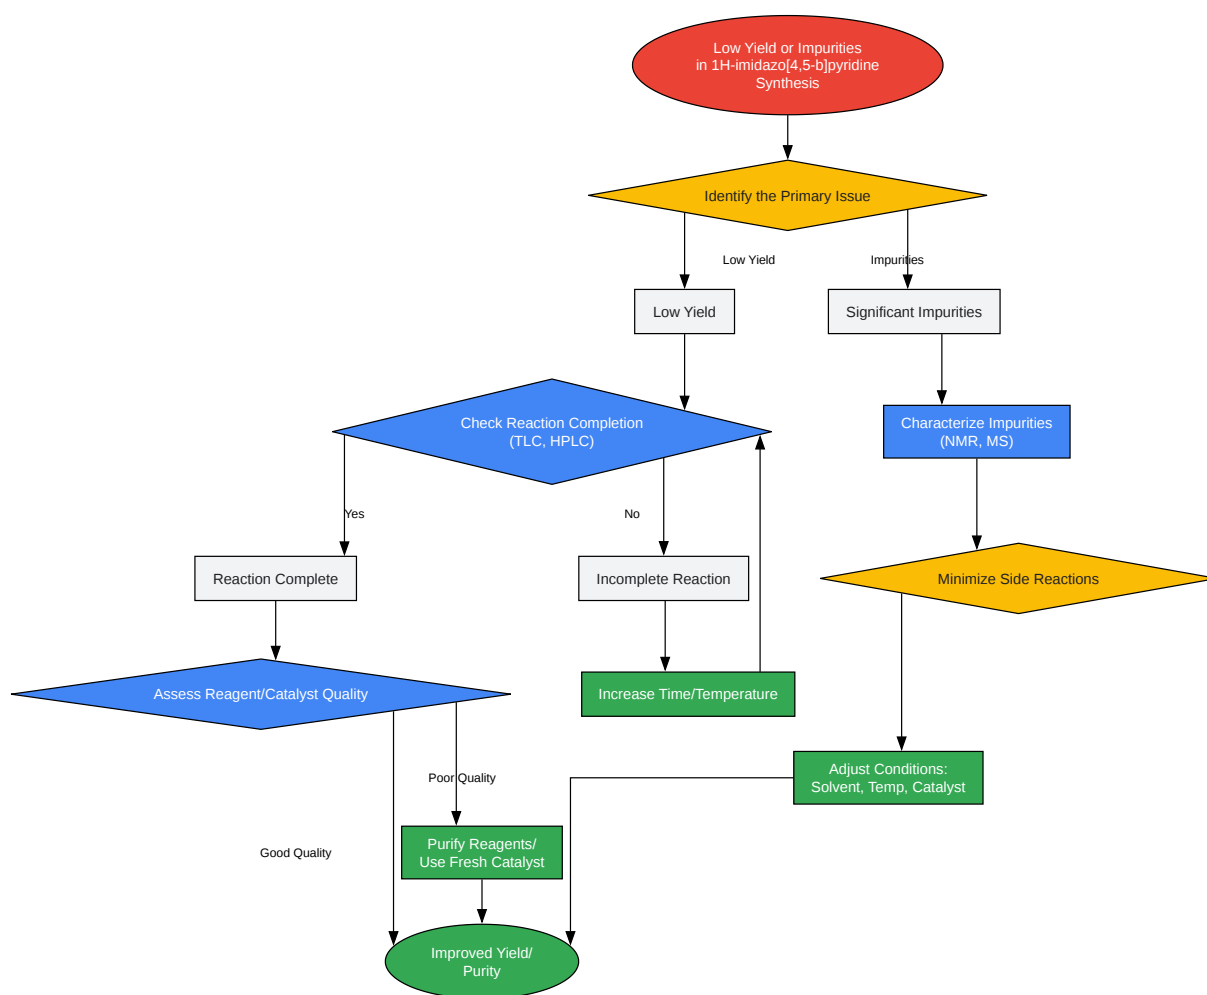 Low Yield or Impurities
in 1H-imidazo[4,5-b]pyridine
Synthesis
Identify the Primary Issue
Low Yield
Impurities
Low Yield
Significant Impurities
Check Reaction Completion
(TLC, HPLC)
Characterize Impurities
(NMR, MS)
Yes
No
Reaction Complete
Incomplete Reaction
Minimize Side Reactions
Assess Reagent/Catalyst Quality
Increase Time/Temperature
Poor Quality
Adjust Conditions:
Solvent, Temp, Catalyst
Good Quality
Purify Reagents/
Use Fresh Catalyst
Improved Yield/
Purity